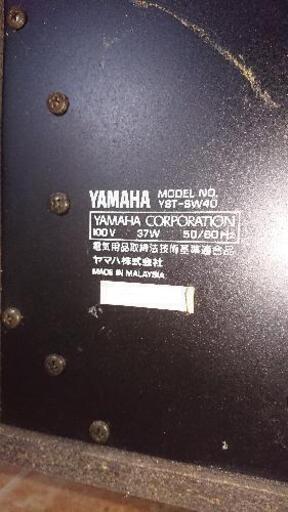 YAMAHA MODEL NO.
YST-SW40
YAMAHA CORPORATION
100V 37W 50/60Hz
電気用品取締法技術基準適合品
ヤマハ株式会社
MADE IN MALAYSIA